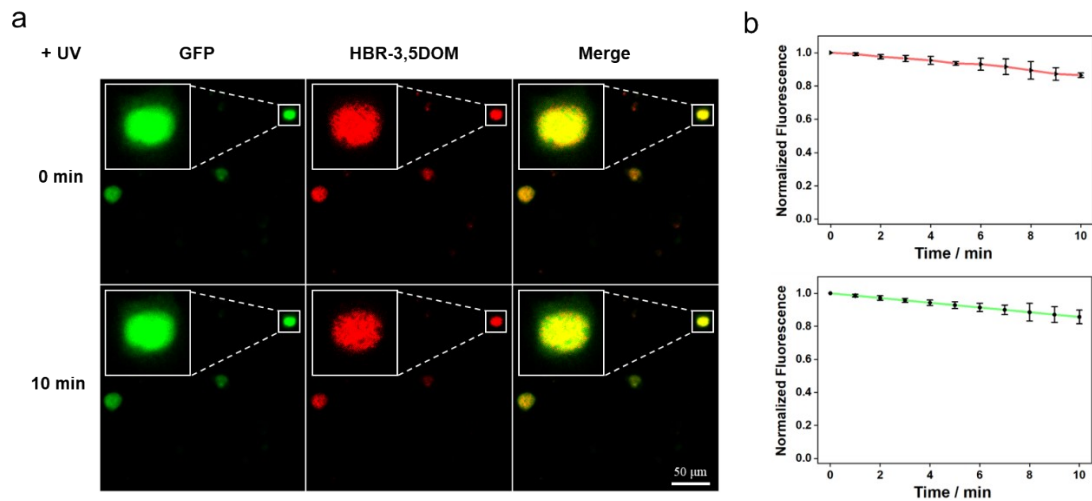 a
+ UV
GFP
HBR-3,5DOM
Merge
0 min
10 min
50 μm
b
Normalized Fluorescence
1.0
0.8
0.6
0.4
0.2
0.0
0 2 4 6 8 10
Time / min
Normalized Fluorescence
1.0
0.8
0.6
0.4
0.2
0.0
0 2 4 6 8 10
Time / min